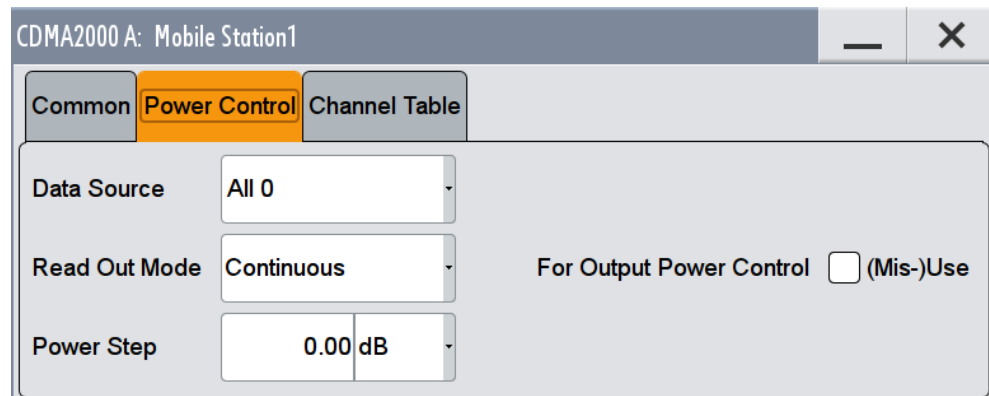 CDMA2000 A: Mobile Station1
Common Power Control Channel Table
Data Source All 0
Read Out Mode Continuous For Output Power Control (Mis-)Use
Power Step 0.00 dB